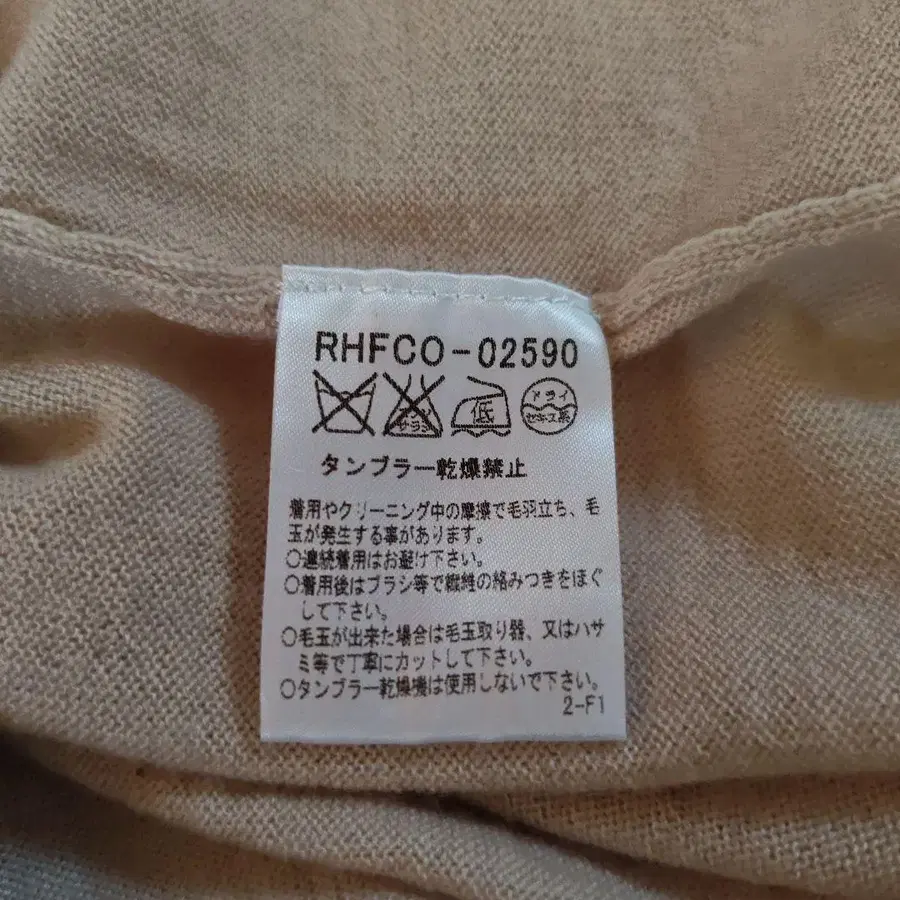 RHFCO-02590
エンソ サラシ 低 ドライ セキユ系
タンブラー乾燥禁止
着用やクリーニング中の摩擦で毛羽立ち、毛
玉が発生する事があります。
○連続着用はお避け下さい。
○着用後はブラシ等で繊維の絡みつきをほぐ
して下さい。
○毛玉が出来た場合は毛玉取り器、又はハサ
ミ等で丁寧にカットして下さい。
○タンブラー乾燥機は使用しないで下さい。
2-F1